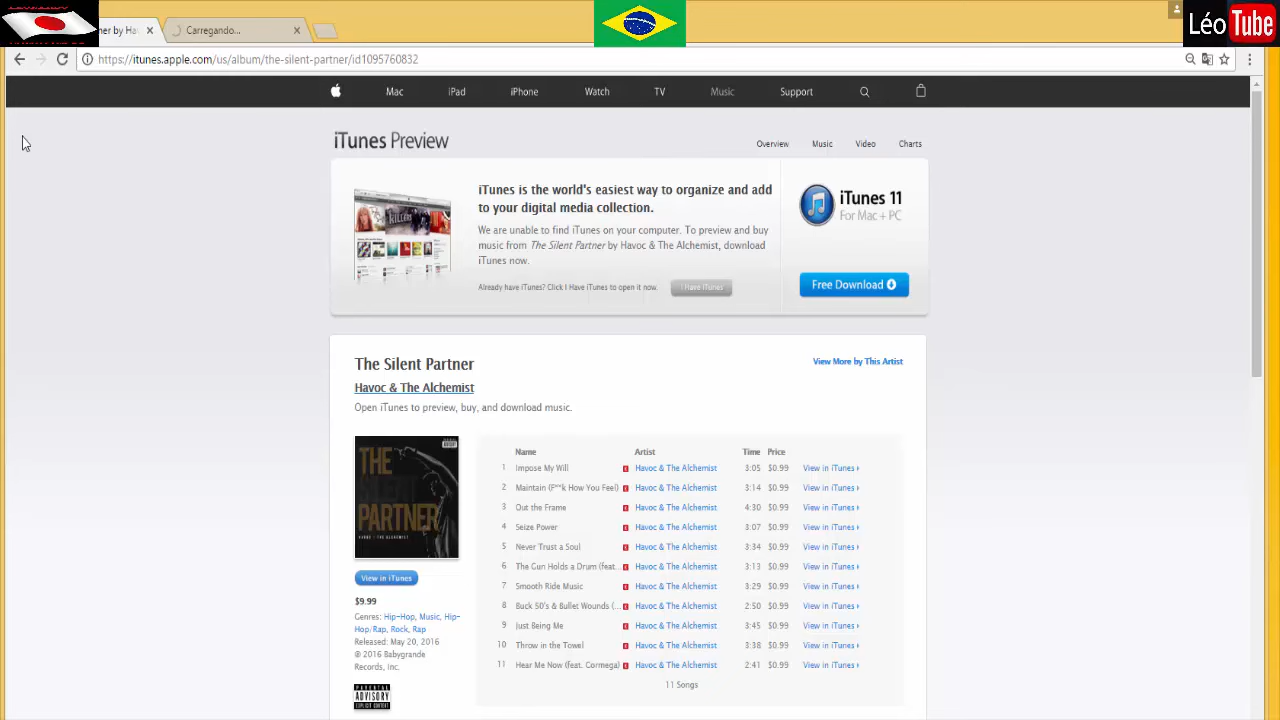 ner by Ha
Carregando...
Léo Tube
https://itunes.apple.com/us/album/the-silent-partner/id1095760832
Mac iPad iPhone Watch TV Music Support
iTunes Preview
Overview Music Video Charts
iTunes is the world's easiest way to organize and add
to your digital media collection.
We are unable to find iTunes on your computer. To preview and buy
music from The Silent Partner by Havoc & The Alchemist, download
iTunes now.
Already have iTunes? Click I Have iTunes to open it now.
I Have iTunes
iTunes 11
For Mac + PC
Free Download
The Silent Partner
View More by This Artist
Havoc & The Alchemist
Open iTunes to preview, buy, and download music.
THE
SILENT
PARTNER
HAVOC / THE ALCHEMIST
View in iTunes
$9.99
Genres: Hip-Hop, Music, Hip-
Hop/Rap, Rock, Rap
Released: May 20, 2016
℗ 2016 Babygrande
Records, Inc.
PARENTAL
ADVISORY
EXPLICIT CONTENT
Name Artist Time Price
1 Impose My Will Havoc & The Alchemist 3:05 $0.99 View in iTunes
2 Maintain (F**k How You Feel) Havoc & The Alchemist 3:14 $0.99 View in iTunes
3 Out the Frame Havoc & The Alchemist 4:30 $0.99 View in iTunes
4 Seize Power Havoc & The Alchemist 3:07 $0.99 View in iTunes
5 Never Trust a Soul Havoc & The Alchemist 3:34 $0.99 View in iTunes
6 The Gun Holds a Drum (feat... Havoc & The Alchemist 3:13 $0.99 View in iTunes
7 Smooth Ride Music Havoc & The Alchemist 3:29 $0.99 View in iTunes
8 Buck 50's & Bullet Wounds (... Havoc & The Alchemist 2:50 $0.99 View in iTunes
9 Just Being Me Havoc & The Alchemist 3:45 $0.99 View in iTunes
10 Throw in the Towel Havoc & The Alchemist 3:38 $0.99 View in iTunes
11 Hear Me Now (feat. Cormega) Havoc & The Alchemist 2:41 $0.99 View in iTunes
11 Songs